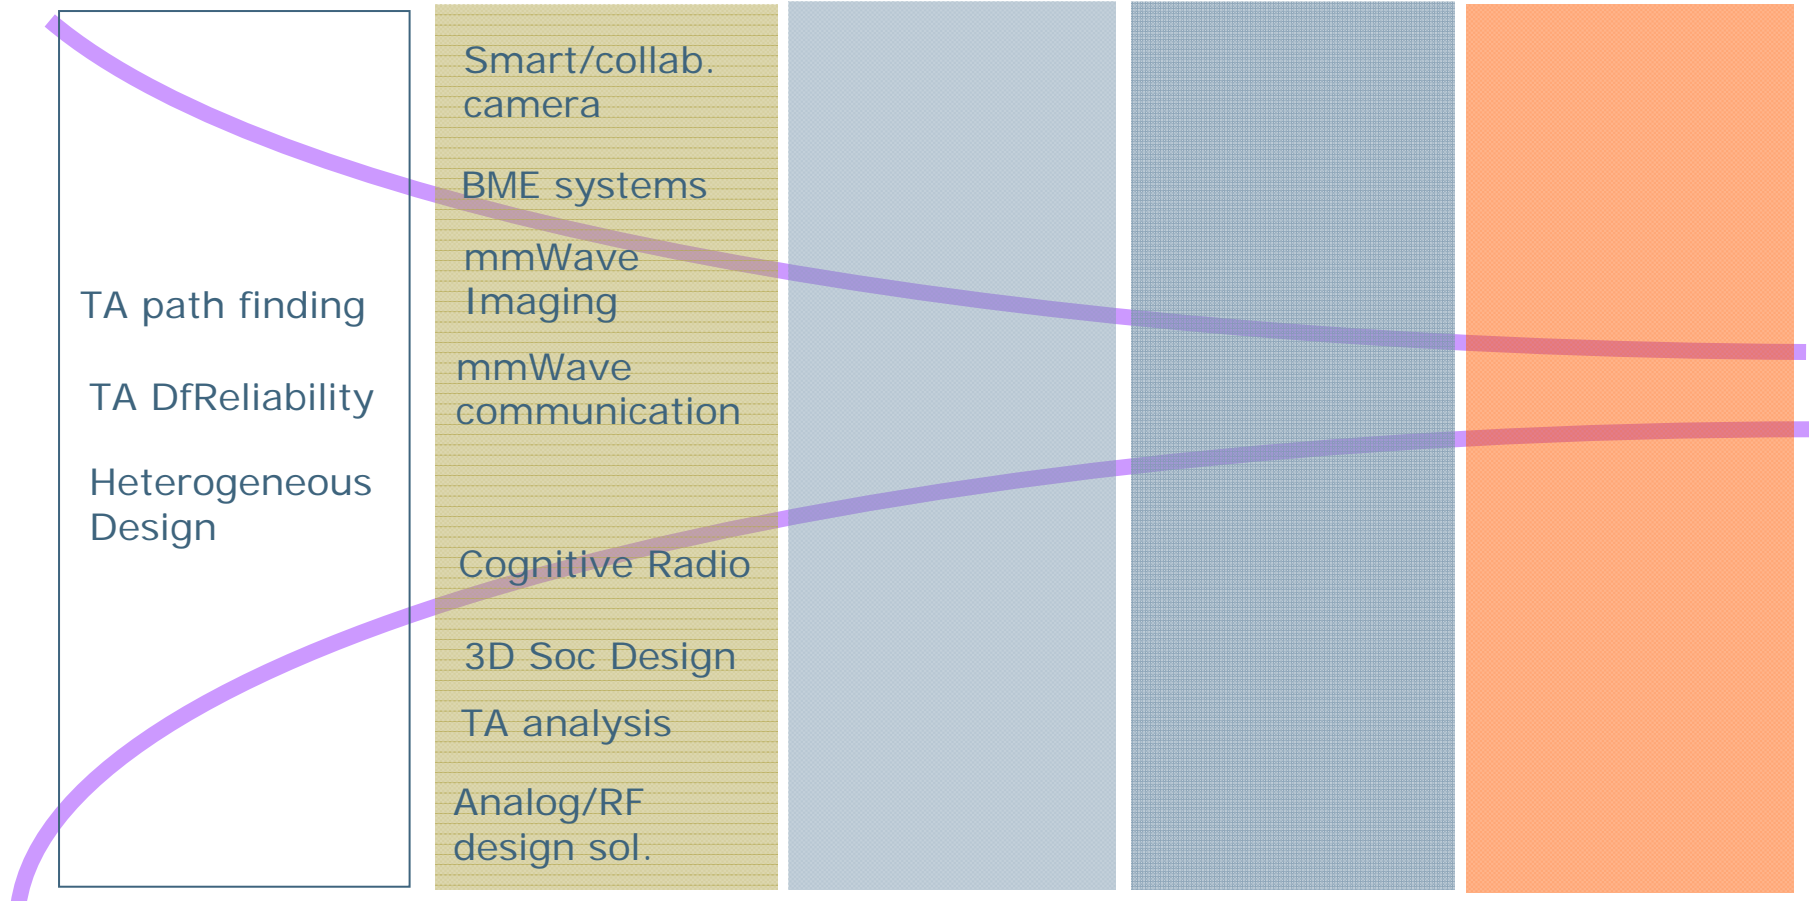 TA path finding
TA DfReliability
Heterogeneous
Design
Smart/collab.
camera
BME systems
mmWave
Imaging
mmWave
communication
Cognitive Radio
3D Soc Design
TA analysis
Analog/RF
design sol.